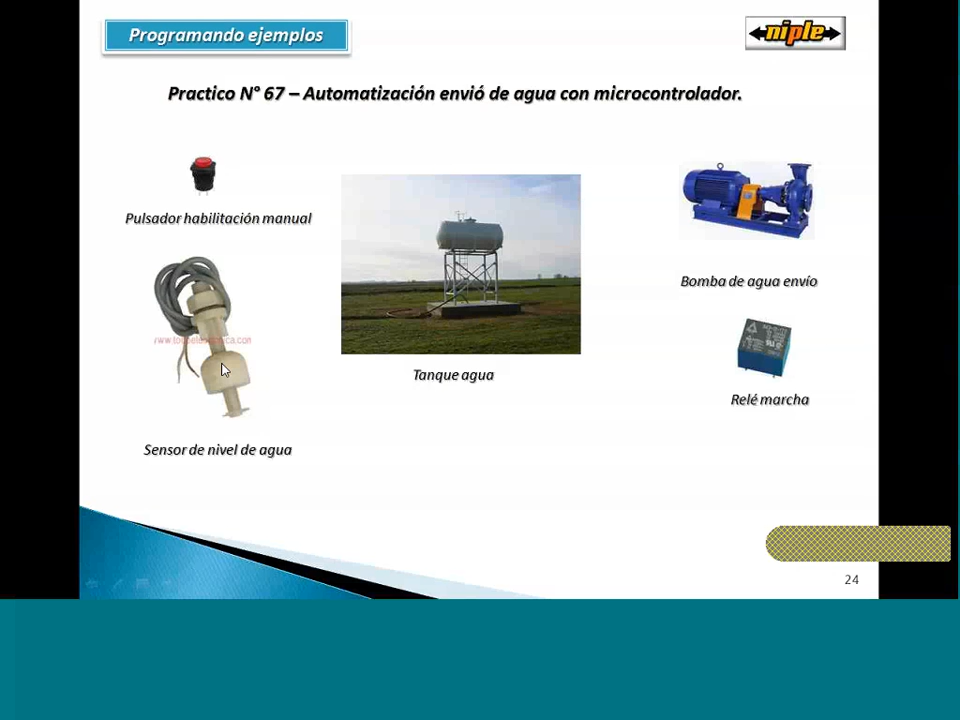 Programando ejemplos
niple
Practico N° 67 – Automatización envió de agua con microcontrolador.
Pulsador habilitación manual
Bomba de agua envío
Tanque agua
Relé marcha
Sensor de nivel de agua
24